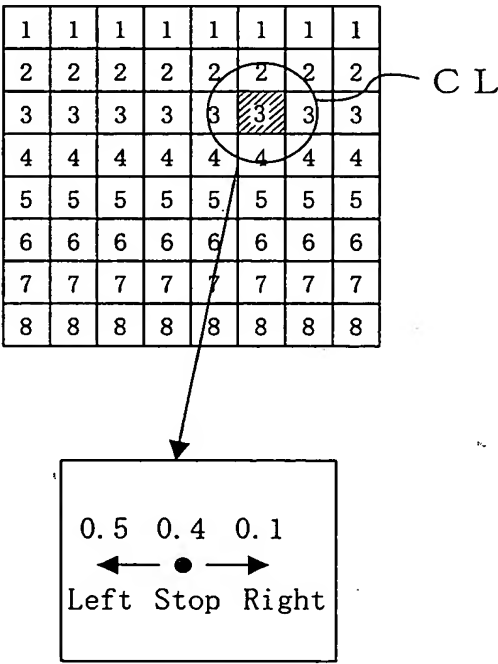 1 1 1 1 1 1 1 1
2 2 2 2 2 2 2 2
CL
3 3 3 3 3 3 3 3
4 4 4 4 4 4 4 4
5 5 5 5 5 5 5 5
6 6 6 6 6 6 6 6
7 7 7 7 7 7 7 7
8 8 8 8 8 8 8 8
0.5 0.4 0.1
Left Stop Right